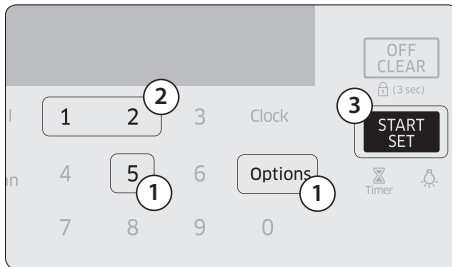 OFF
CLEAR
(3 sec)
2
3
1 2 3 Clock
START
SET
4 5 6 Options
1 1
Timer
7 8 9 0